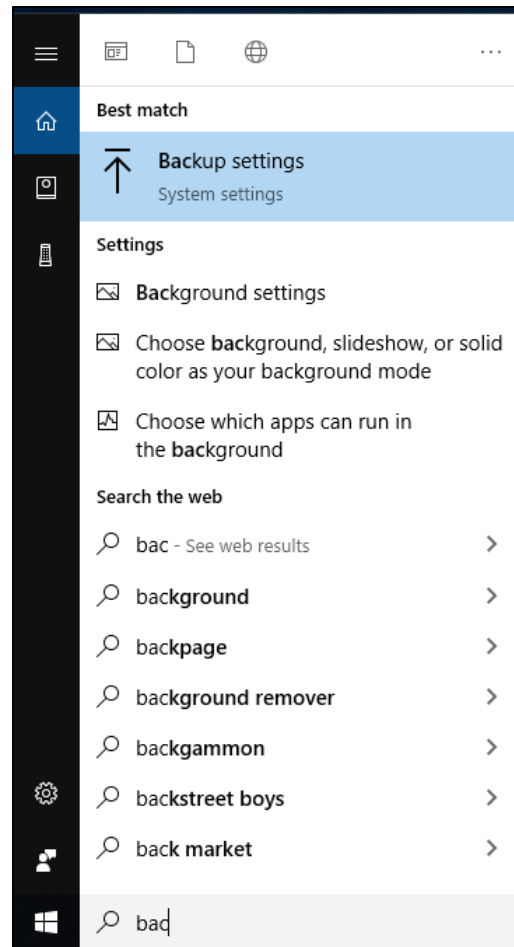 ...
Best match
Backup settings
System settings
Settings
Background settings
Choose background, slideshow, or solid
color as your background mode
Choose which apps can run in
the background
Search the web
bac - See web results
background
backpage
background remover
backgammon
backstreet boys
back market
bac